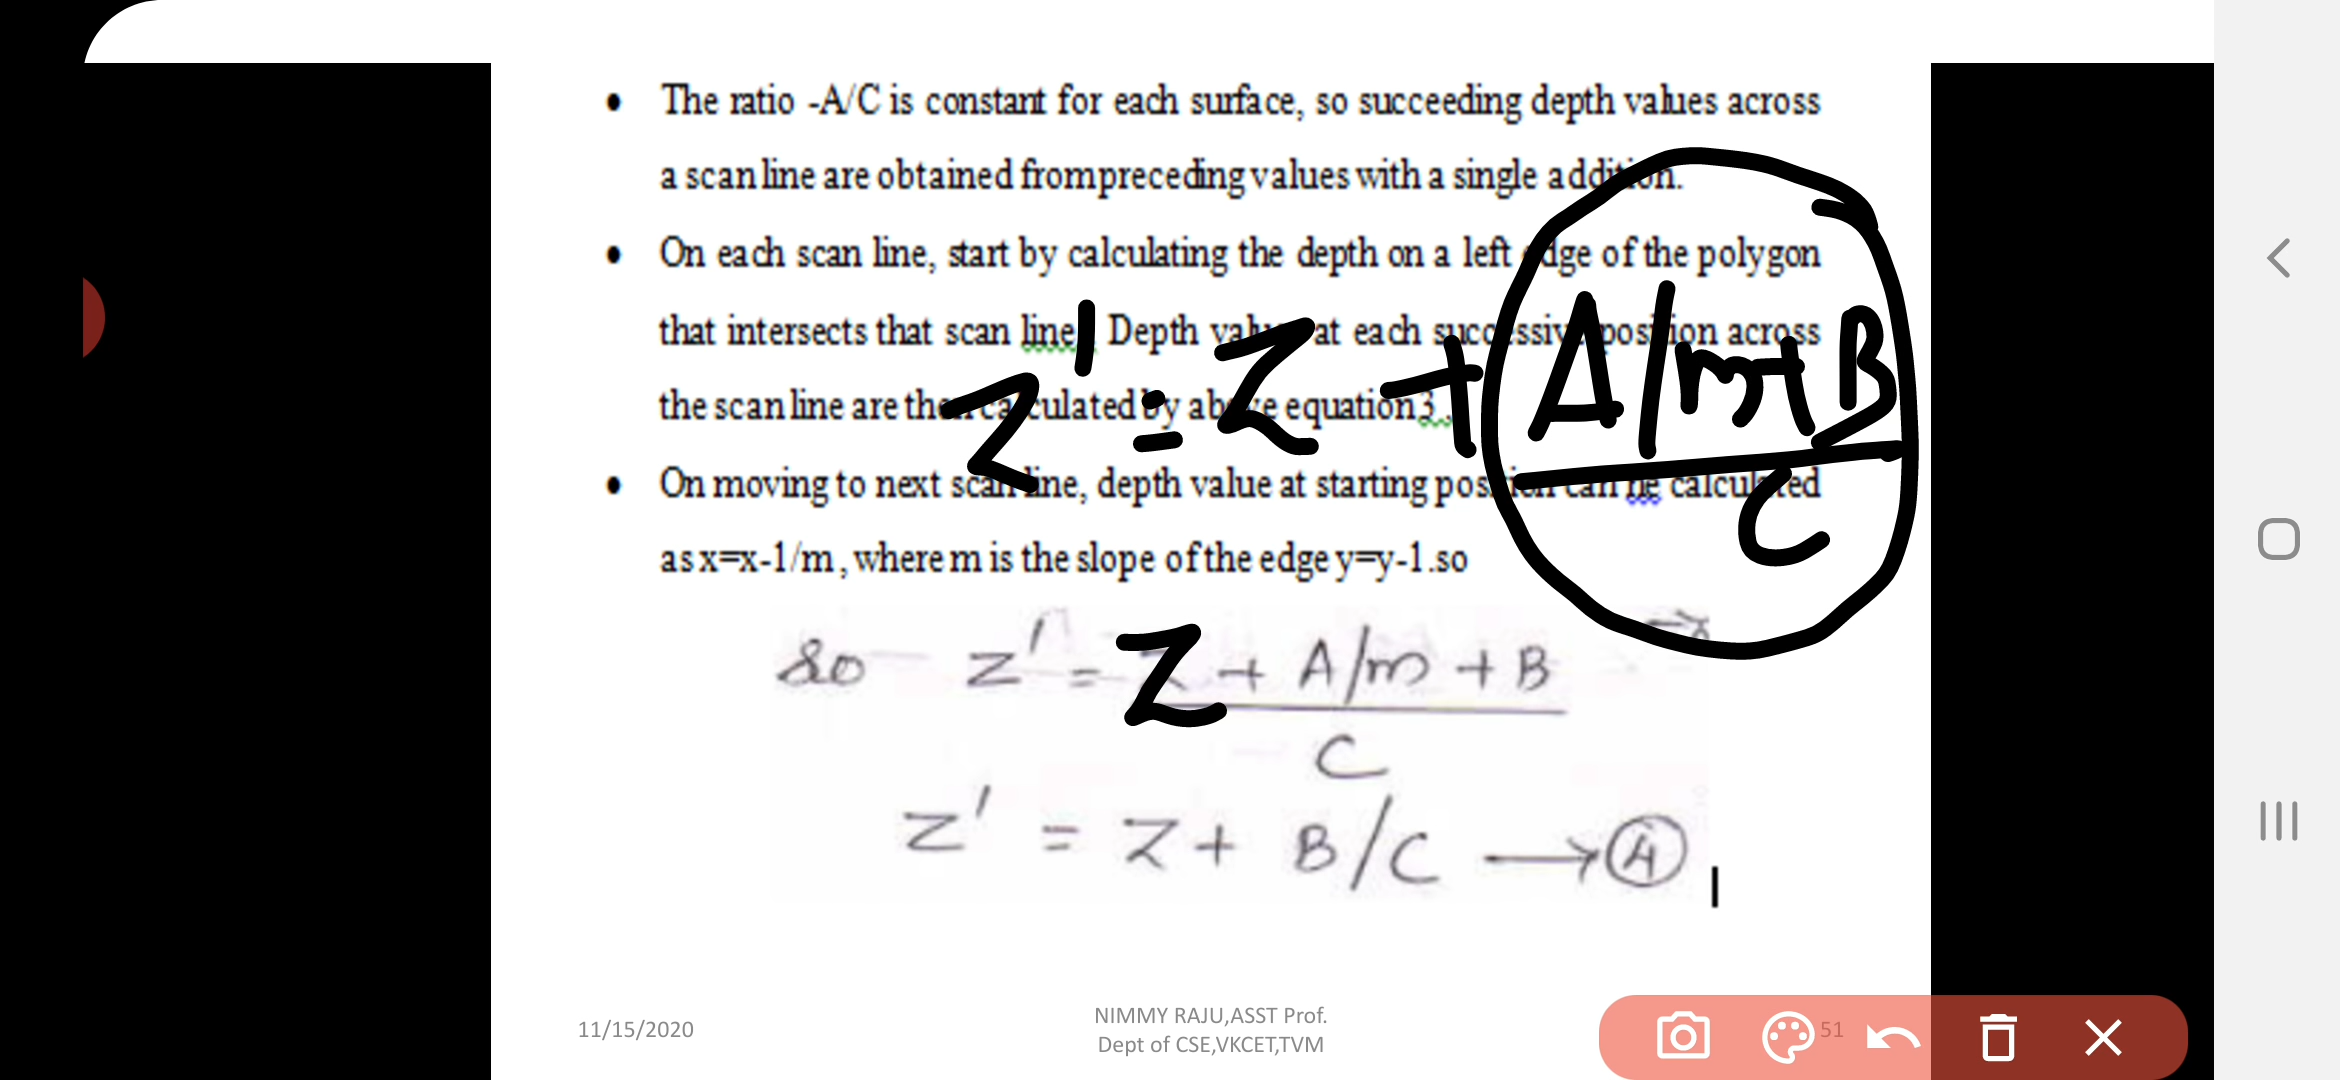 • The ratio -A/C is constant for each surface, so succeeding depth values across
a scan line are obtained from preceding values with a single addition.
• On each scan line, start by calculating the depth on a left edge of the polygon
that intersects that scan line. Depth value at each successive position across
the scan line are then calculated by above equation3.
z' = z + A/m + B
C
• On moving to next scan line, depth value at starting position can be calculated
as x=x-1/m, where m is the slope of the edge y=y-1.so
so z' = z + A/m + B
C
z' = z + B/C → 4
11/15/2020
NIMMY RAJU,ASST Prof.
Dept of CSE,VKCET,TVM
51